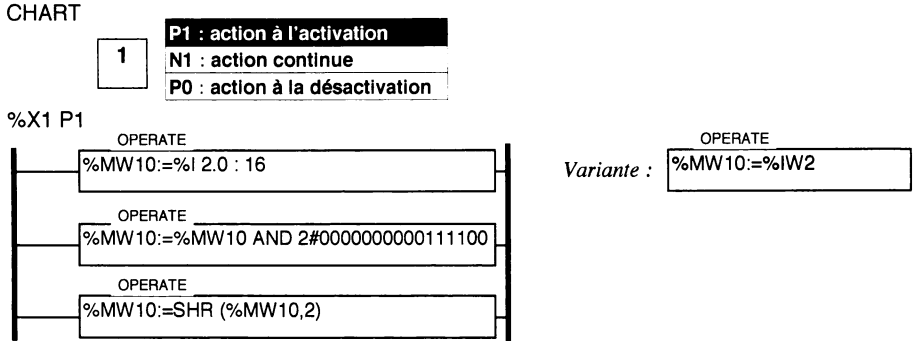 CHART
1
P1 : action à l'activation
N1 : action continue
P0 : action à la désactivation
%X1 P1
OPERATE
%MW10:=%I 2.0 : 16
Variante :
OPERATE
%MW10:=%IW2
OPERATE
%MW10:=%MW10 AND 2#0000000000111100
OPERATE
%MW10:=SHR (%MW10,2)